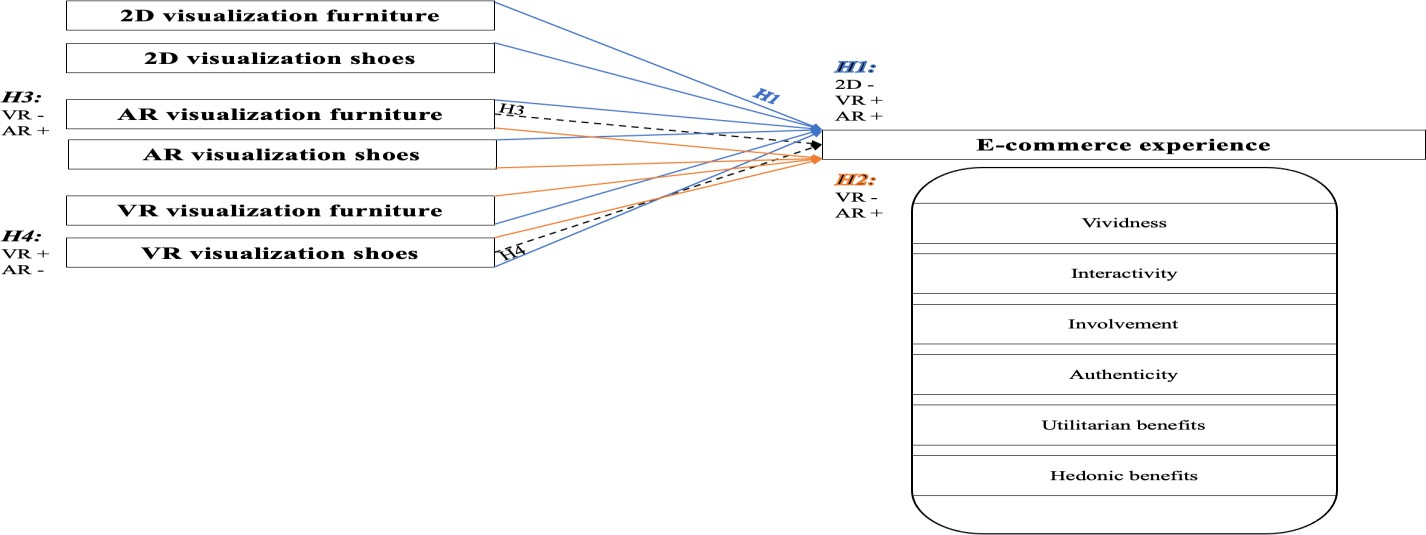 2D visualization furniture
2D visualization shoes
H3:
VR -
AR +
AR visualization furniture
AR visualization shoes
VR visualization furniture
H4:
VR +
AR -
VR visualization shoes
H3
H4
H1
H1:
2D -
VR +
AR +
E-commerce experience
H2:
VR -
AR +
Vividness
Interactivity
Involvement
Authenticity
Utilitarian benefits
Hedonic benefits